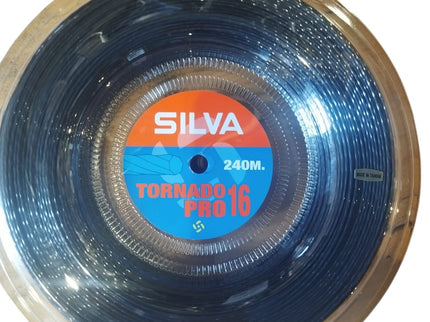 SILVA
240M.
TORNADO
PRO 16
MADE IN TAIWAN